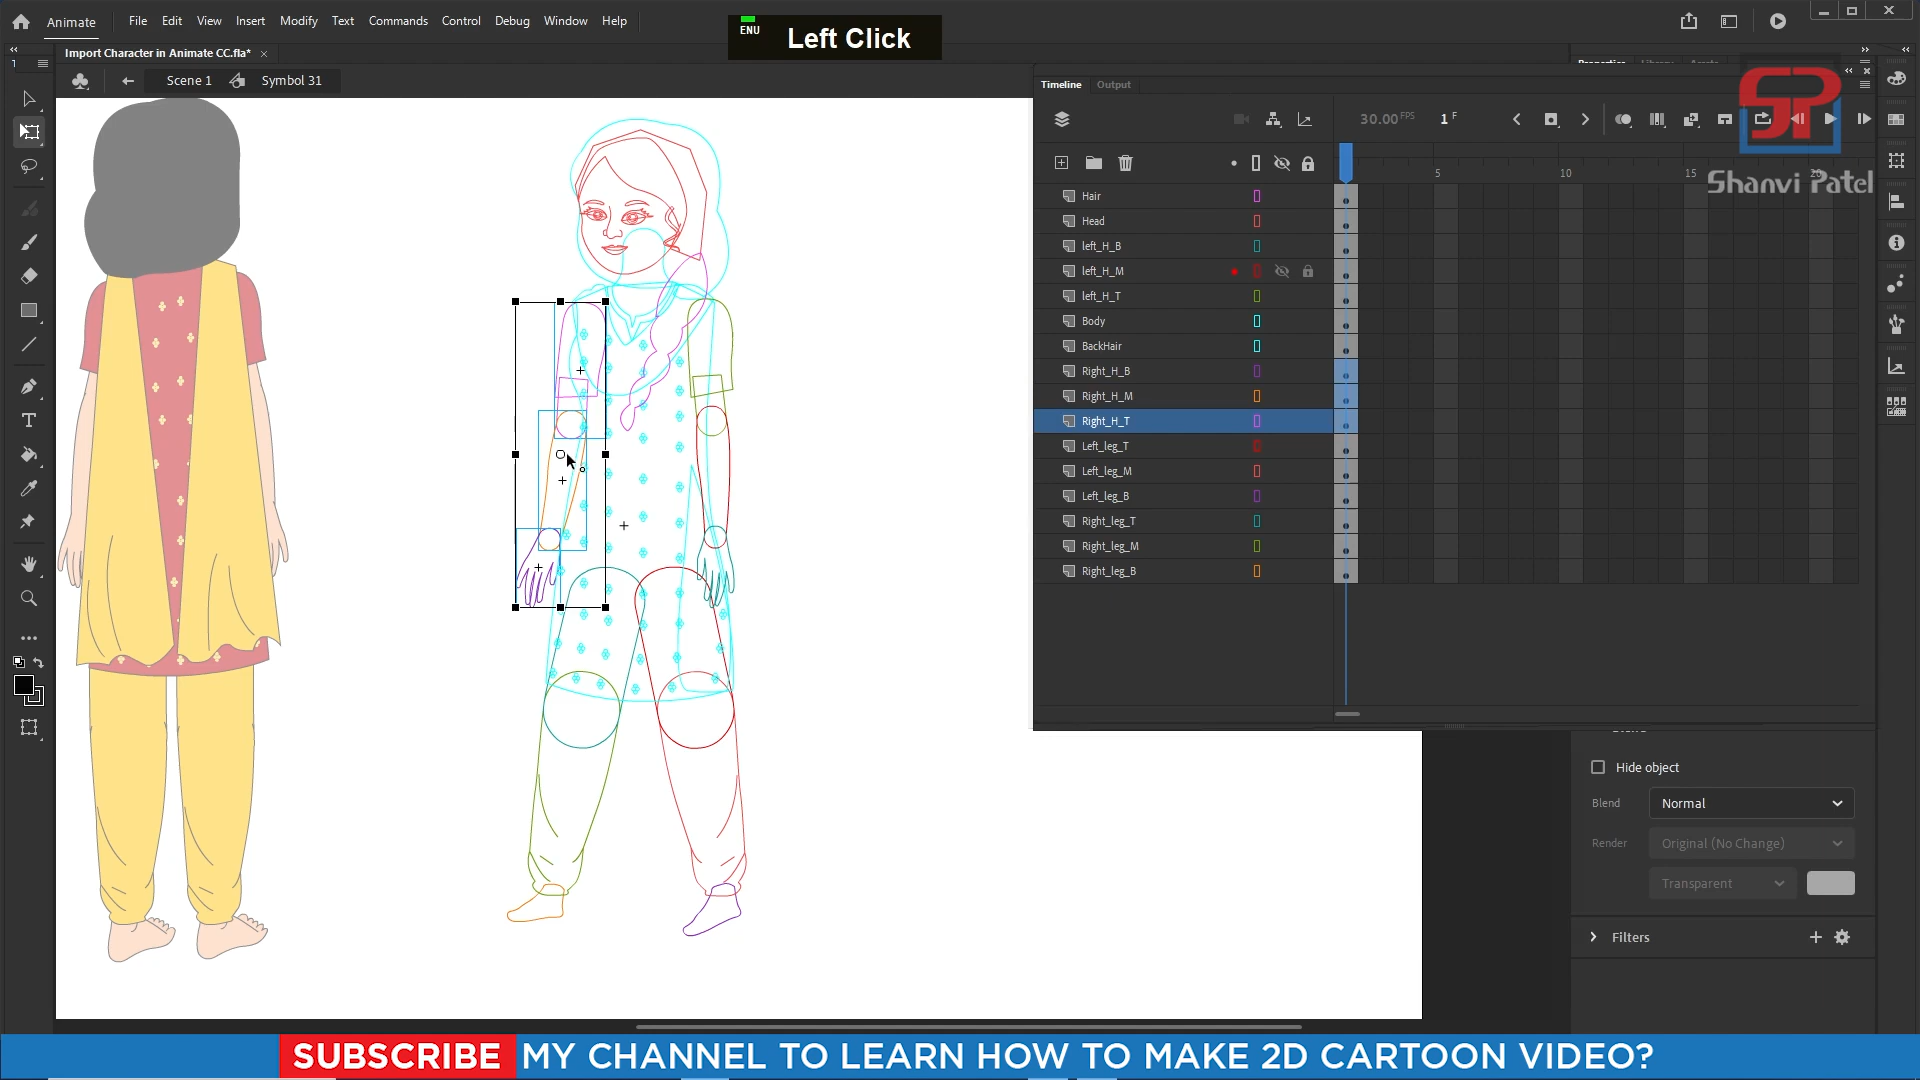 Animate
File Edit View Insert Modify Text Commands Control Debug Window Help
ENU
Left Click
Import Character in Animate CC.fla*
Scene 1
Symbol 31
Timeline
Output
30.00 FPS
1 F
5
10
15
SP
Shanvi Patel
Hair
Head
left_H_B
left_H_M
left_H_T
Body
BackHair
Right_H_B
Right_H_M
Right_H_T
Left_leg_T
Left_leg_M
Left_leg_B
Right_leg_T
Right_leg_M
Right_leg_B
Hide object
Blend
Normal
Render
Original (No Change)
Transparent
Filters
SUBSCRIBE MY CHANNEL TO LEARN HOW TO MAKE 2D CARTOON VIDEO?